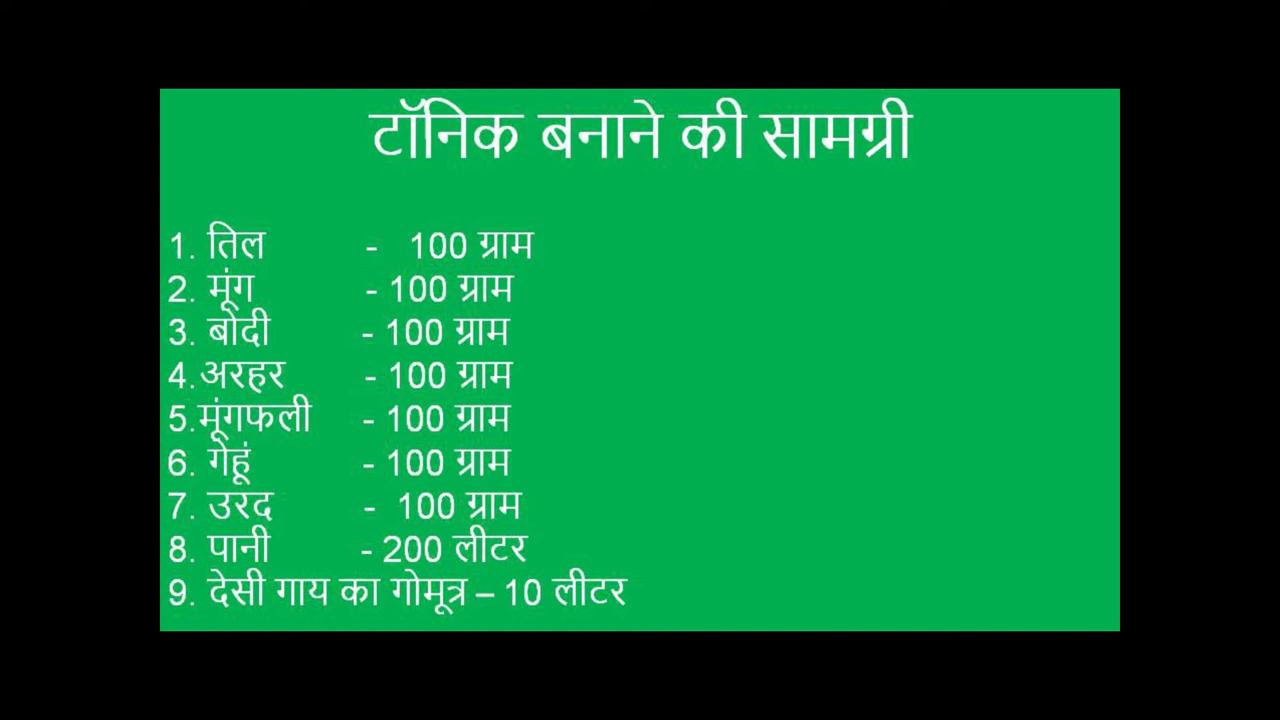 टॉनिक बनाने की सामग्री
1. तिल - 100 ग्राम
2. मूंग - 100 ग्राम
3. बोदी - 100 ग्राम
4.अरहर - 100 ग्राम
5.मूंगफली - 100 ग्राम
6. गेहूं - 100 ग्राम
7. उरद - 100 ग्राम
8. पानी - 200 लीटर
9. देसी गाय का गोमूत्र – 10 लीटर